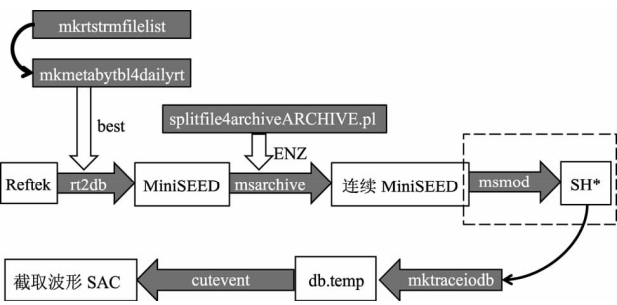 mkrtstrmfilelist
mkmetabytbl4dailyrt
best
splitfile4archiveARCHIVE.pl
ENZ
Reftek
rt2db
MiniSEED
msarchive
连续 MiniSEED
msmod
SH*
截取波形 SAC
cutevent
db.temp
mktraceiodb